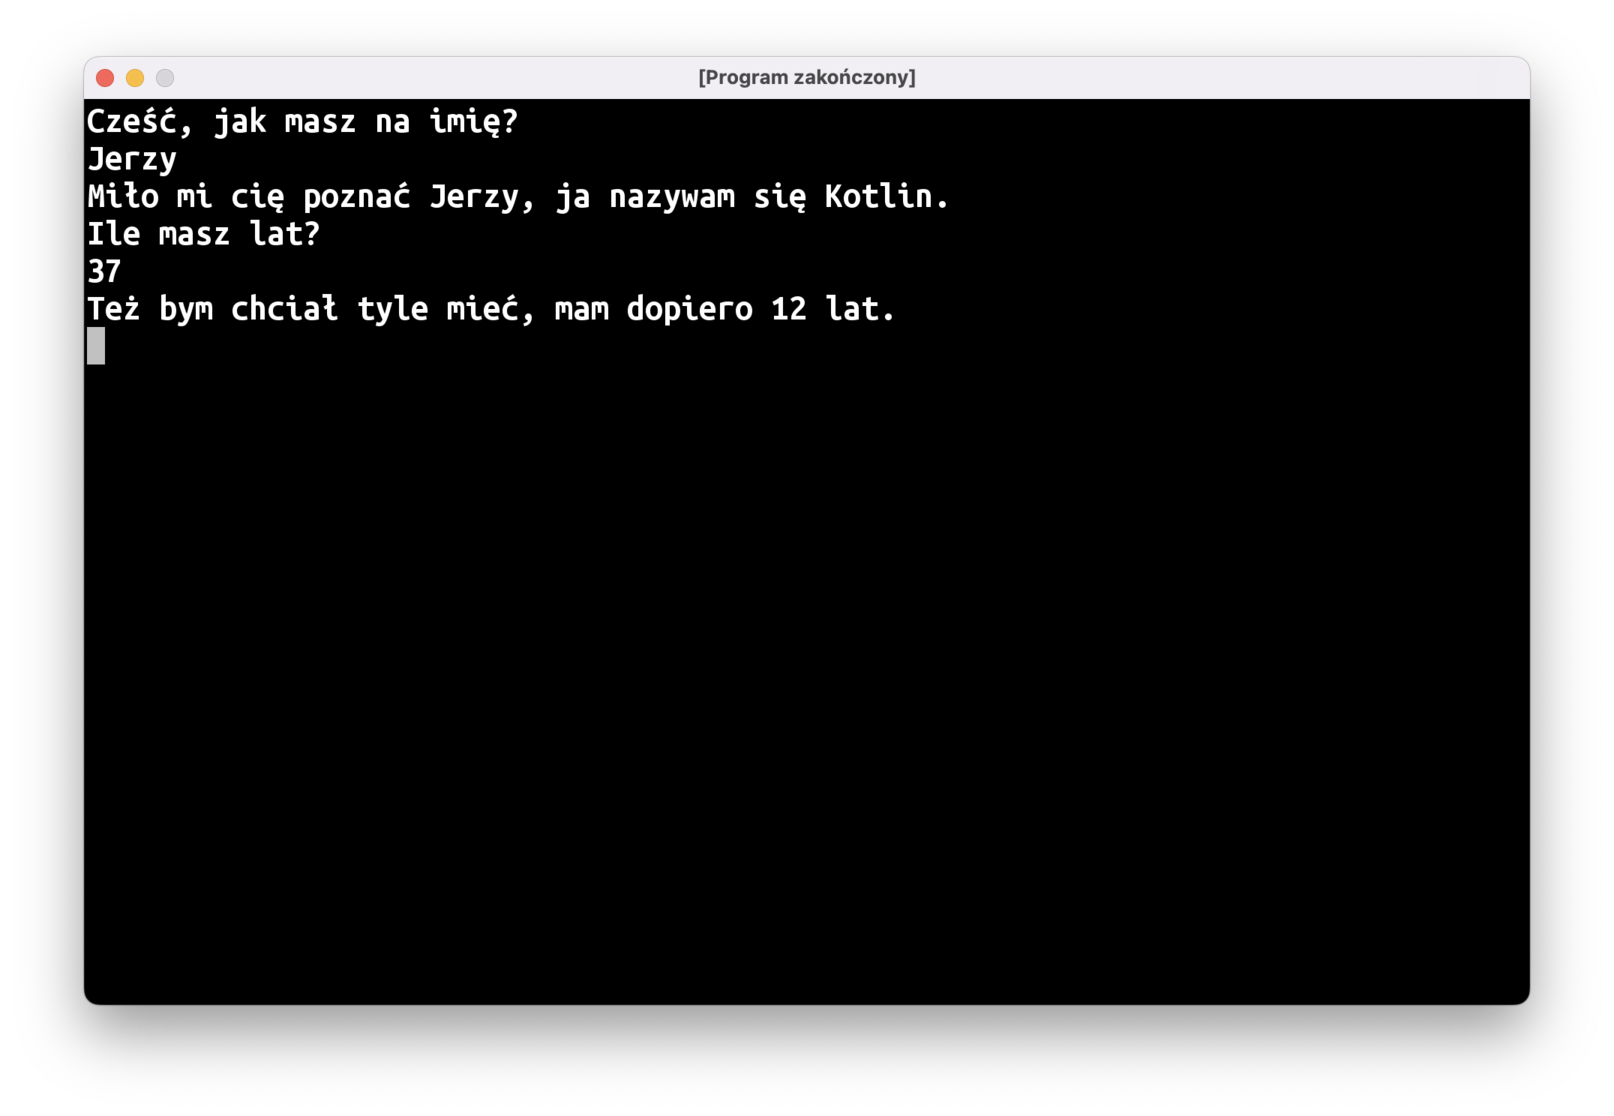 [Program zakończony]
Cześć, jak masz na imię?
Jerzy
Miło mi cię poznać Jerzy, ja nazywam się Kotlin.
Ile masz lat?
37
Też bym chciał tyle mieć, mam dopiero 12 lat.